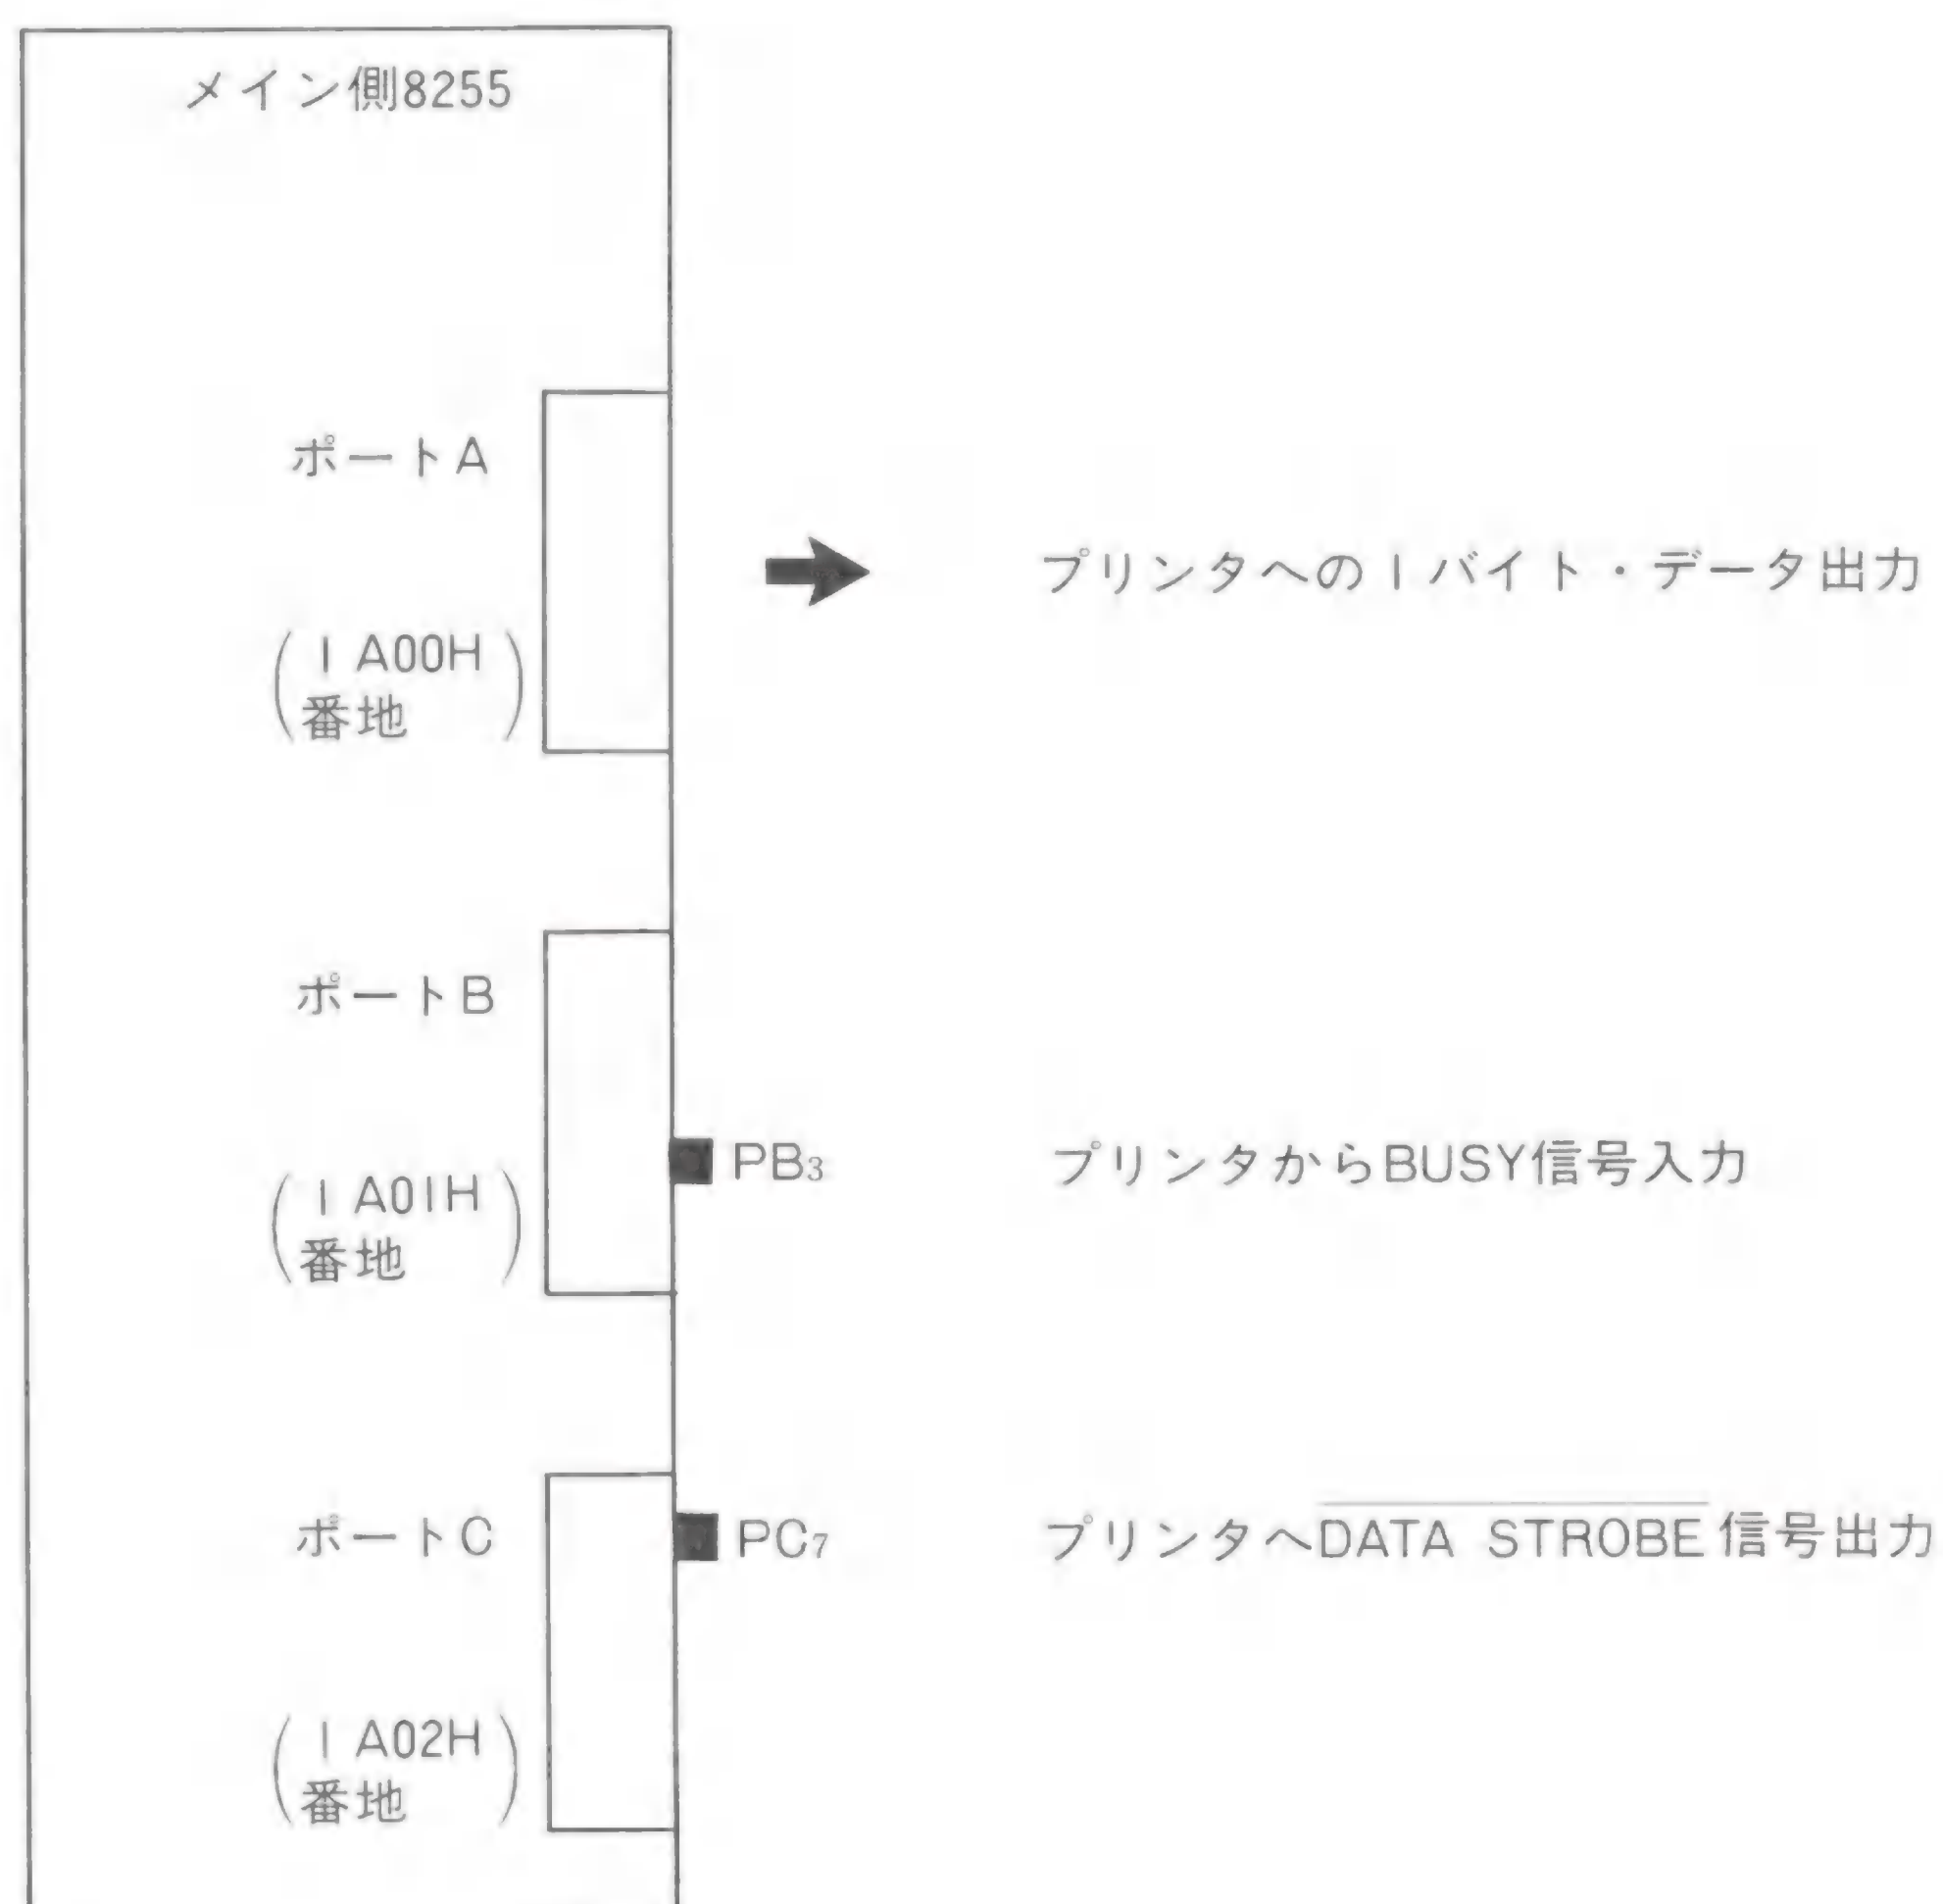 メイン側8255
ポートA
プリンタへの1バイト・データ出力
(1A00H
番地)
ポートB
PB₃ プリンタからBUSY信号入力
(1A01H
番地)
ポートC
PC₇ プリンタへDATA STROBE信号出力
(1A02H
番地)